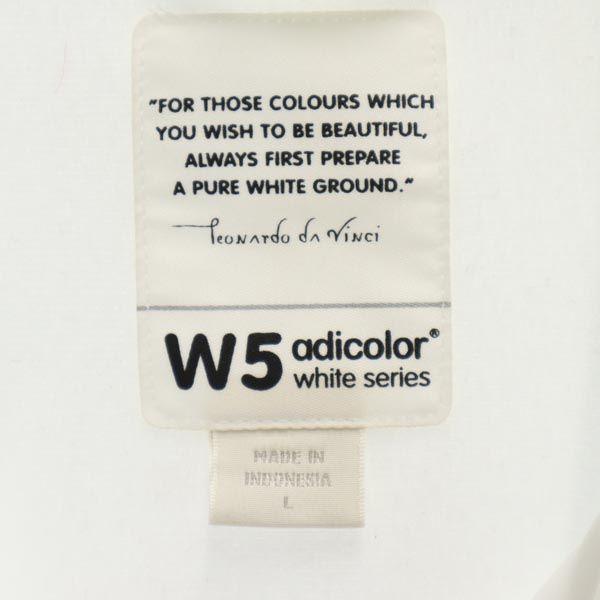 "FOR THOSE COLOURS WHICH
YOU WISH TO BE BEAUTIFUL,
ALWAYS FIRST PREPARE
A PURE WHITE GROUND."
Leonardo da Vinci
W5 adicolor®
white series
MADE IN
INDONESIA
L